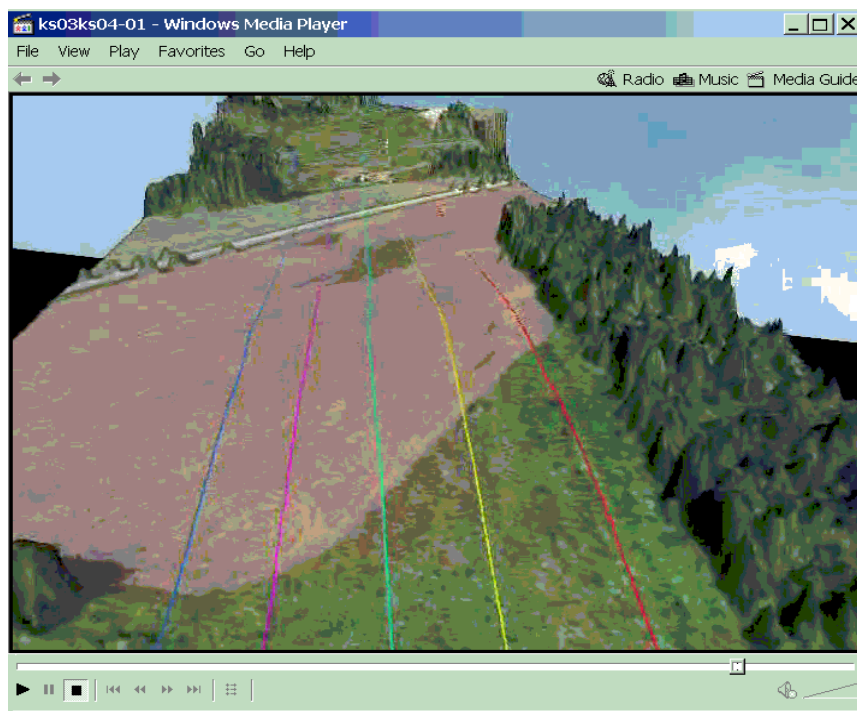 ks03ks04-01 - Windows Media Player
File View Play Favorites Go Help
Radio Music Media Guide